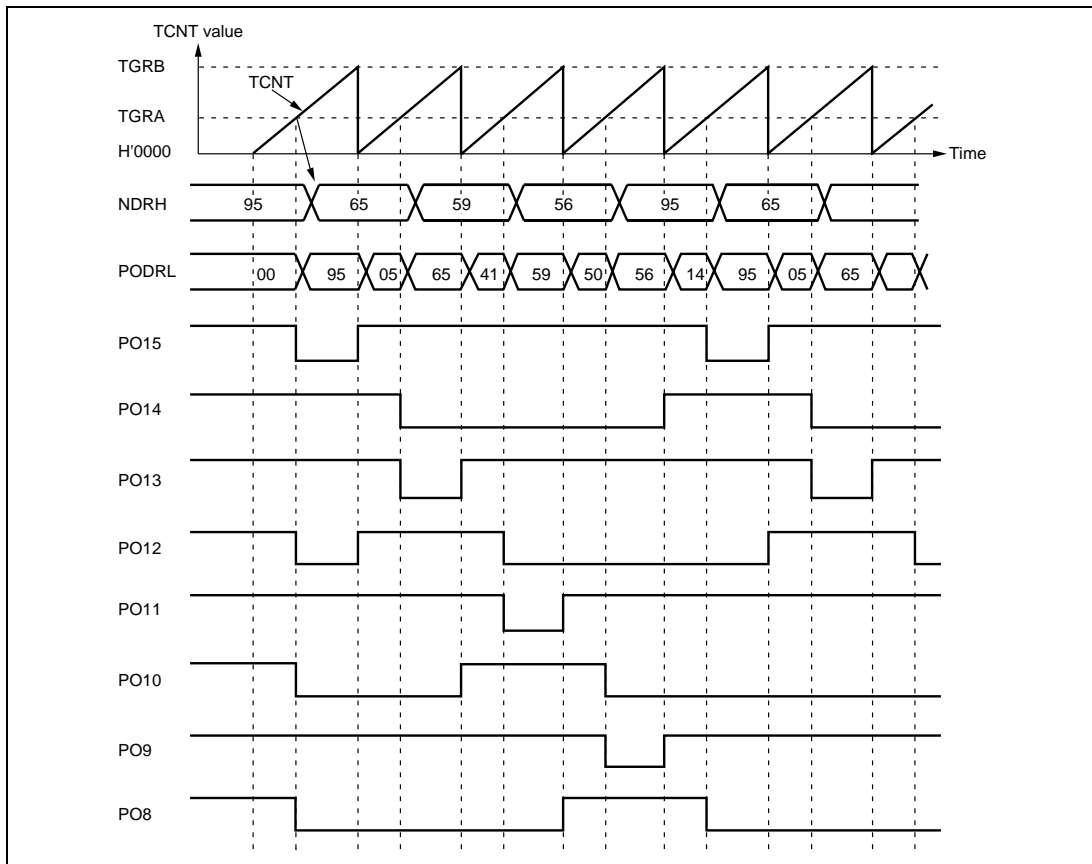 TCNT value
TGRB
TCNT
TGRA
H'0000
Time
NDRH 95 65 59 56 95 65
PODRL 00 95 05 65 41 59 50 56 14 95 05 65
PO15
PO14
PO13
PO12
PO11
PO10
PO9
PO8